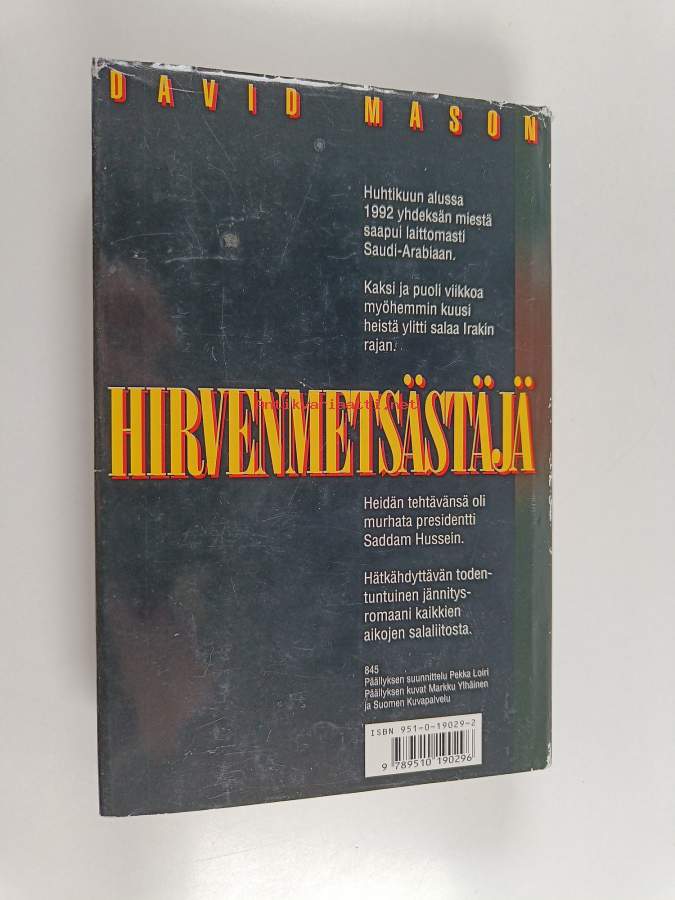 DAVID MASON
Huhtikuun alussa
1992 yhdeksän miestä
saapui laittomasti
Saudi-Arabiaan.
Kaksi ja puoli viikkoa
myöhemmin kuusi
heistä ylitti salaa Irakin
rajan.
HIRVENMETSÄSTÄJÄ
antikvariaatti.net
Heidän tehtävänsä oli
murhata presidentti
Saddam Hussein.
Hätkähdyttävän toden-
tuntuinen jännitys-
romaani kaikkien
aikojen salaliitosta.
845
Päällyksen suunnittelu Pekka Loiri
Päällyksen kuvat Markku Ylhäinen
ja Suomen Kuvapalvelu
ISBN 951-0-19029-2
9 789510 190296